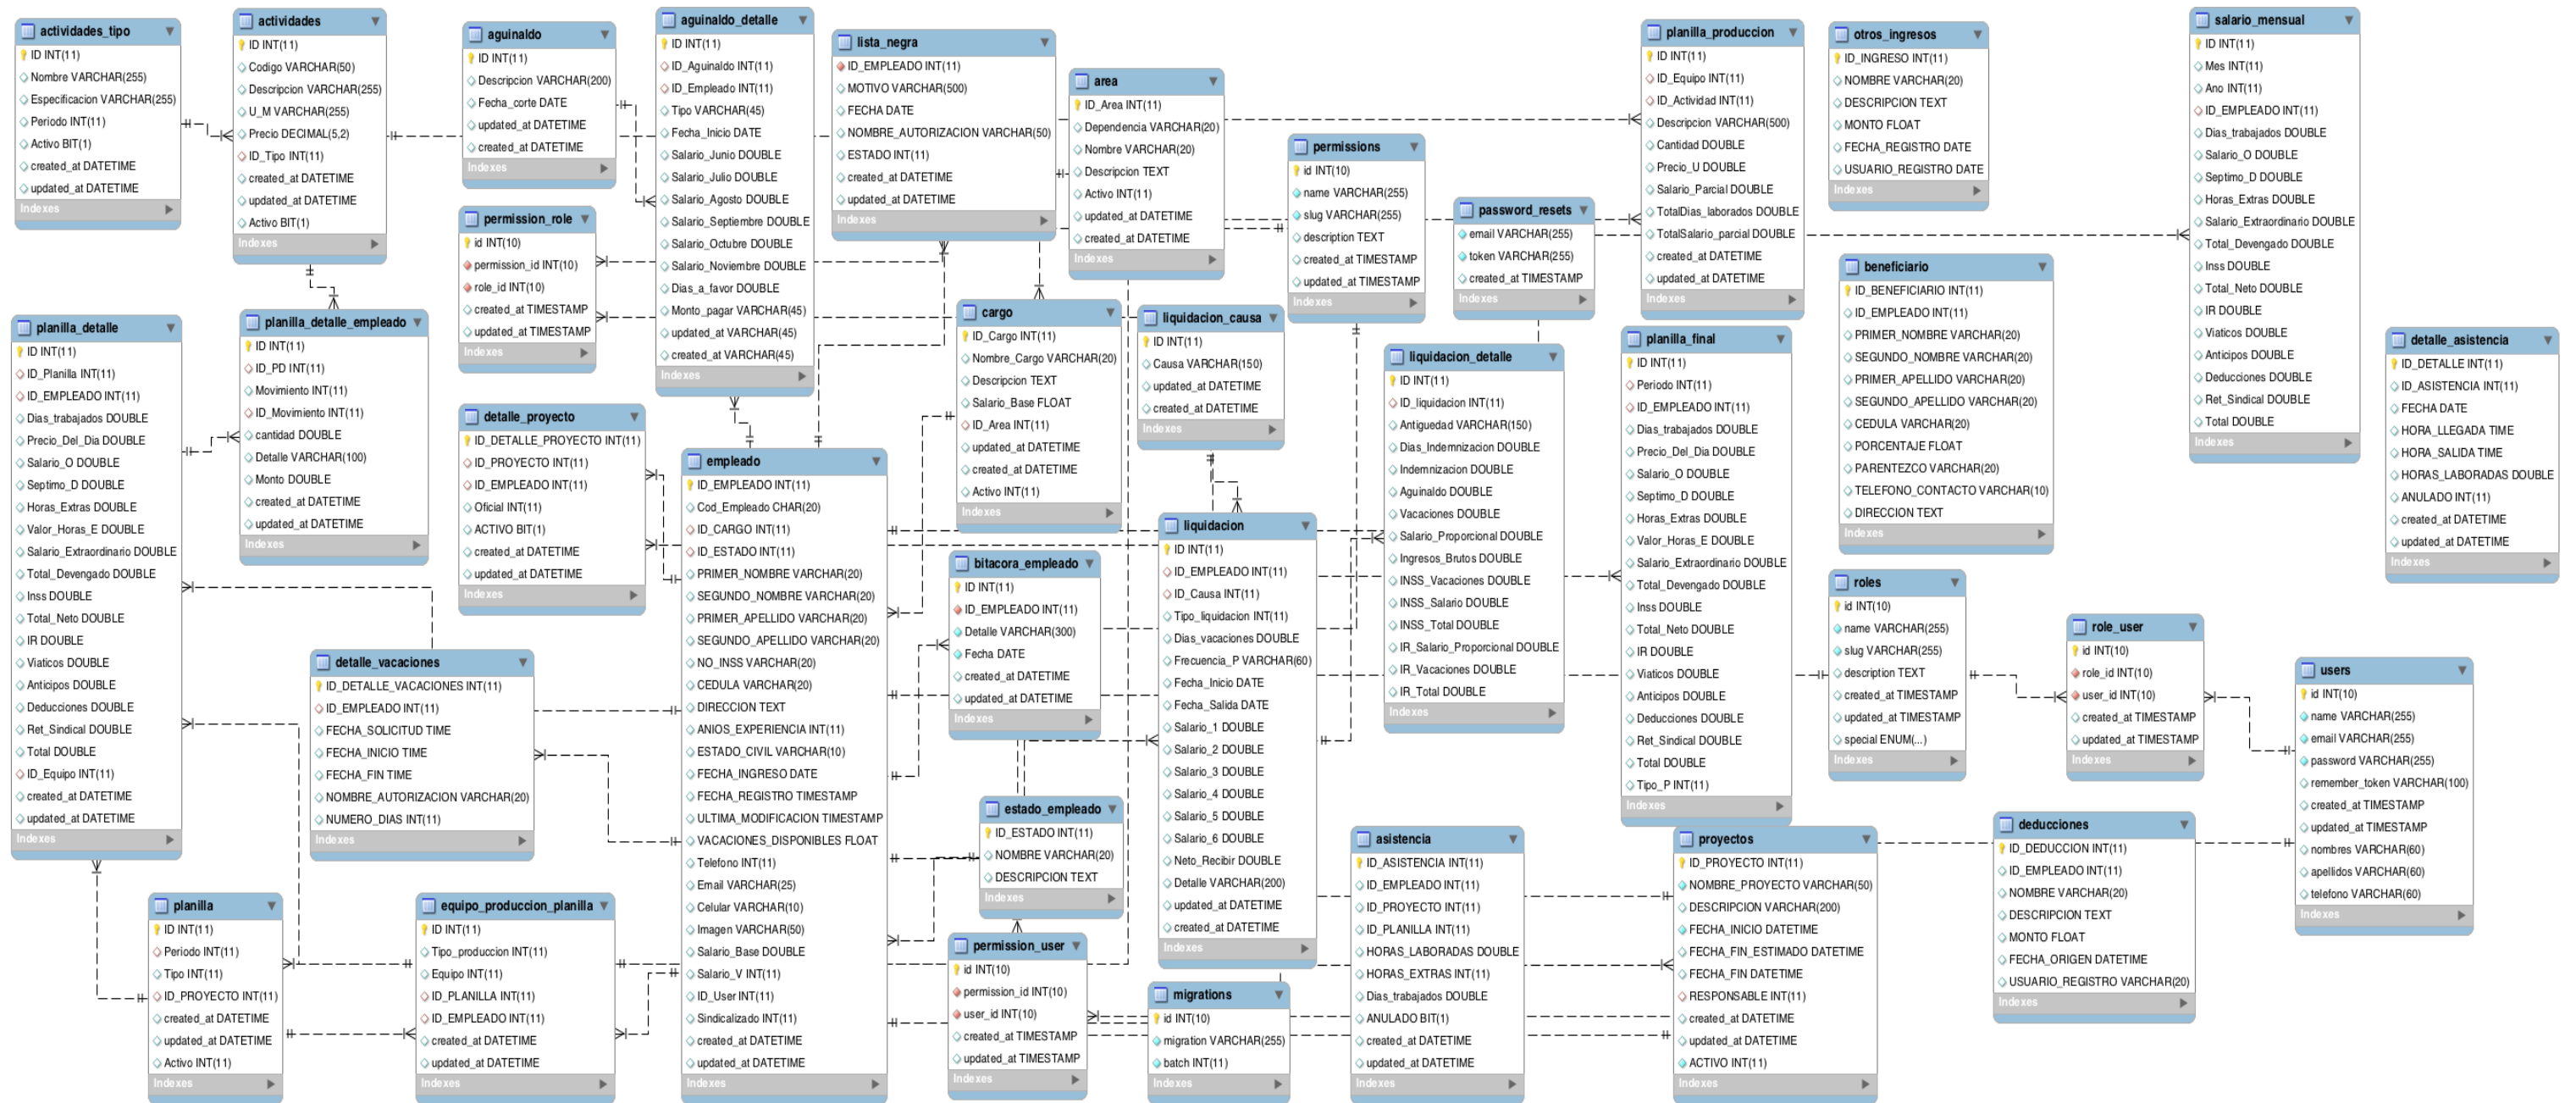 actividades_tipo
ID INT(11)
Nombre VARCHAR(255)
Especificacion VARCHAR(255)
Periodo INT(11)
Activo BIT(1)
created_at DATETIME
updated_at DATETIME
Indexes
actividades
ID INT(11)
Codigo VARCHAR(50)
Descripcion VARCHAR(255)
U_M VARCHAR(255)
Precio DECIMAL(5,2)
ID_Tipo INT(11)
created_at DATETIME
updated_at DATETIME
Activo BIT(1)
Indexes
aguinaldo
ID INT(11)
Descripcion VARCHAR(200)
Fecha_corte DATE
updated_at DATETIME
created_at DATETIME
Indexes
aguinaldo_detalle
ID INT(11)
ID_Aguinaldo INT(11)
ID_Empleado INT(11)
Tipo VARCHAR(45)
Fecha_Inicio DATE
Salario_Junio DOUBLE
Salario_Julio DOUBLE
Salario_Agosto DOUBLE
Salario_Septiembre DOUBLE
Salario_Octubre DOUBLE
Salario_Noviembre DOUBLE
Dias_a_favor DOUBLE
Monto_pagar VARCHAR(45)
updated_at VARCHAR(45)
created_at VARCHAR(45)
Indexes
lista_negra
ID_EMPLEADO INT(11)
MOTIVO VARCHAR(500)
FECHA DATE
NOMBRE_AUTORIZACION VARCHAR(50)
ESTADO INT(11)
created_at DATETIME
updated_at DATETIME
Indexes
area
ID_Area INT(11)
Dependencia VARCHAR(20)
Nombre VARCHAR(20)
Descripcion TEXT
Activo INT(11)
updated_at DATETIME
created_at DATETIME
Indexes
permissions
id INT(10)
name VARCHAR(255)
slug VARCHAR(255)
description TEXT
created_at TIMESTAMP
updated_at TIMESTAMP
Indexes
password_resets
email VARCHAR(255)
token VARCHAR(255)
created_at TIMESTAMP
Indexes
planilla_produccion
ID INT(11)
ID_Equipo INT(11)
ID_Actividad INT(11)
Descripcion VARCHAR(500)
Cantidad DOUBLE
Precio_U DOUBLE
Salario_Parcial DOUBLE
TotalDias_laborados DOUBLE
TotalSalario_parcial DOUBLE
created_at DATETIME
updated_at DATETIME
Indexes
otros_ingresos
ID_INGRESO INT(11)
NOMBRE VARCHAR(20)
DESCRIPCION TEXT
MONTO FLOAT
FECHA_REGISTRO DATE
USUARIO_REGISTRO DATE
Indexes
salario_mensual
ID INT(11)
Mes INT(11)
Ano INT(11)
ID_EMPLEADO INT(11)
Dias_trabajados DOUBLE
Salario_O DOUBLE
Septimo_D DOUBLE
Horas_Extras DOUBLE
Salario_Extraordinario DOUBLE
Total_Devengado DOUBLE
Inss DOUBLE
Total_Neto DOUBLE
IR DOUBLE
Viaticos DOUBLE
Anticipos DOUBLE
Deducciones DOUBLE
Ret_Sindical DOUBLE
Total DOUBLE
Indexes
permission_role
id INT(10)
permission_id INT(10)
role_id INT(10)
created_at TIMESTAMP
updated_at TIMESTAMP
Indexes
beneficiario
ID_BENEFICIARIO INT(11)
ID_EMPLEADO INT(11)
PRIMER_NOMBRE VARCHAR(20)
SEGUNDO_NOMBRE VARCHAR(20)
PRIMER_APELLIDO VARCHAR(20)
SEGUNDO_APELLIDO VARCHAR(20)
CEDULA VARCHAR(20)
PORCENTAJE FLOAT
PARENTEZCO VARCHAR(20)
TELEFONO_CONTACTO VARCHAR(10)
DIRECCION TEXT
Indexes
planilla_detalle
ID INT(11)
ID_Planilla INT(11)
ID_EMPLEADO INT(11)
Dias_trabajados DOUBLE
Precio_Del_Dia DOUBLE
Salario_O DOUBLE
Septimo_D DOUBLE
Horas_Extras DOUBLE
Valor_Horas_E DOUBLE
Salario_Extraordinario DOUBLE
Total_Devengado DOUBLE
Inss DOUBLE
Total_Neto DOUBLE
IR DOUBLE
Viaticos DOUBLE
Anticipos DOUBLE
Deducciones DOUBLE
Ret_Sindical DOUBLE
Total DOUBLE
ID_Equipo INT(11)
created_at DATETIME
updated_at DATETIME
Indexes
planilla_detalle_empleado
ID INT(11)
ID_PD INT(11)
Movimiento INT(11)
ID_Movimiento INT(11)
cantidad DOUBLE
Detalle VARCHAR(100)
Monto DOUBLE
created_at DATETIME
updated_at DATETIME
Indexes
cargo
ID_Cargo INT(11)
Nombre_Cargo VARCHAR(20)
Descripcion TEXT
Salario_Base FLOAT
ID_Area INT(11)
updated_at DATETIME
created_at DATETIME
Activo INT(11)
Indexes
liquidacion_causa
ID INT(11)
Causa VARCHAR(150)
updated_at DATETIME
created_at DATETIME
Indexes
liquidacion_detalle
ID INT(11)
ID_liquidacion INT(11)
Antiguedad VARCHAR(150)
Dias_Indemnizacion DOUBLE
Indemnizacion DOUBLE
Aguinaldo DOUBLE
Vacaciones DOUBLE
Salario_Proporcional DOUBLE
Ingresos_Brutos DOUBLE
INSS_Vacaciones DOUBLE
INSS_Salario DOUBLE
INSS_Total DOUBLE
IR_Salario_Proporcional DOUBLE
IR_Vacaciones DOUBLE
IR_Total DOUBLE
Indexes
planilla_final
ID INT(11)
Periodo INT(11)
ID_EMPLEADO INT(11)
Dias_trabajados DOUBLE
Precio_Del_Dia DOUBLE
Salario_O DOUBLE
Septimo_D DOUBLE
Horas_Extras DOUBLE
Valor_Horas_E DOUBLE
Salario_Extraordinario DOUBLE
Total_Devengado DOUBLE
Inss DOUBLE
Total_Neto DOUBLE
IR DOUBLE
Viaticos DOUBLE
Anticipos DOUBLE
Deducciones DOUBLE
Ret_Sindical DOUBLE
Total DOUBLE
Tipo_P INT(11)
Indexes
detalle_asistencia
ID_DETALLE INT(11)
ID_ASISTENCIA INT(11)
FECHA DATE
HORA_LLEGADA TIME
HORA_SALIDA TIME
HORAS_LABORADAS DOUBLE
ANULADO INT(11)
created_at DATETIME
updated_at DATETIME
Indexes
detalle_proyecto
ID_DETALLE_PROYECTO INT(11)
ID_PROYECTO INT(11)
ID_EMPLEADO INT(11)
Oficial INT(11)
ACTIVO BIT(1)
created_at DATETIME
updated_at DATETIME
Indexes
empleado
ID_EMPLEADO INT(11)
Cod_Empleado CHAR(20)
ID_CARGO INT(11)
ID_ESTADO INT(11)
PRIMER_NOMBRE VARCHAR(20)
SEGUNDO_NOMBRE VARCHAR(20)
PRIMER_APELLIDO VARCHAR(20)
SEGUNDO_APELLIDO VARCHAR(20)
NO_INSS VARCHAR(20)
CEDULA VARCHAR(20)
DIRECCION TEXT
ANIOS_EXPERIENCIA INT(11)
ESTADO_CIVIL VARCHAR(10)
FECHA_INGRESO DATE
FECHA_REGISTRO TIMESTAMP
ULTIMA_MODIFICACION TIMESTAMP
VACACIONES_DISPONIBLES FLOAT
Telefono INT(11)
Email VARCHAR(25)
Celular VARCHAR(10)
Imagen VARCHAR(50)
Salario_Base DOUBLE
Salario_V INT(11)
ID_User INT(11)
Sindicalizado INT(11)
created_at DATETIME
updated_at DATETIME
Indexes
liquidacion
ID INT(11)
ID_EMPLEADO INT(11)
ID_Causa INT(11)
Tipo_liquidacion INT(11)
Dias_vacaciones DOUBLE
Frecuencia_P VARCHAR(60)
Fecha_Inicio DATE
Fecha_Salida DATE
Salario_1 DOUBLE
Salario_2 DOUBLE
Salario_3 DOUBLE
Salario_4 DOUBLE
Salario_5 DOUBLE
Salario_6 DOUBLE
Neto_Recibir DOUBLE
Detalle VARCHAR(200)
updated_at DATETIME
created_at DATETIME
Indexes
bitacora_empleado
ID INT(11)
ID_EMPLEADO INT(11)
Detalle VARCHAR(300)
Fecha DATE
created_at DATETIME
updated_at DATETIME
Indexes
roles
id INT(10)
name VARCHAR(255)
slug VARCHAR(255)
description TEXT
created_at TIMESTAMP
updated_at TIMESTAMP
special ENUM(...)
Indexes
role_user
id INT(10)
role_id INT(10)
user_id INT(10)
created_at TIMESTAMP
updated_at TIMESTAMP
Indexes
users
id INT(10)
name VARCHAR(255)
email VARCHAR(255)
password VARCHAR(255)
remember_token VARCHAR(100)
created_at TIMESTAMP
updated_at TIMESTAMP
nombres VARCHAR(60)
apellidos VARCHAR(60)
telefono VARCHAR(60)
Indexes
detalle_vacaciones
ID_DETALLE_VACACIONES INT(11)
ID_EMPLEADO INT(11)
FECHA_SOLICITUD TIME
FECHA_INICIO TIME
FECHA_FIN TIME
NOMBRE_AUTORIZACION VARCHAR(20)
NUMERO_DIAS INT(11)
Indexes
estado_empleado
ID_ESTADO INT(11)
NOMBRE VARCHAR(20)
DESCRIPCION TEXT
Indexes
asistencia
ID_ASISTENCIA INT(11)
ID_EMPLEADO INT(11)
ID_PROYECTO INT(11)
ID_PLANILLA INT(11)
HORAS_LABORADAS DOUBLE
HORAS_EXTRAS INT(11)
Dias_trabajados DOUBLE
ANULADO BIT(1)
created_at DATETIME
updated_at DATETIME
Indexes
proyectos
ID_PROYECTO INT(11)
NOMBRE_PROYECTO VARCHAR(50)
DESCRIPCION VARCHAR(200)
FECHA_INICIO DATETIME
FECHA_FIN_ESTIMADO DATETIME
FECHA_FIN DATETIME
RESPONSABLE INT(11)
created_at DATETIME
updated_at DATETIME
ACTIVO INT(11)
Indexes
deducciones
ID_DEDUCCION INT(11)
ID_EMPLEADO INT(11)
NOMBRE VARCHAR(20)
DESCRIPCION TEXT
MONTO FLOAT
FECHA_ORIGEN DATETIME
USUARIO_REGISTRO VARCHAR(20)
Indexes
planilla
ID INT(11)
Periodo INT(11)
Tipo INT(11)
ID_PROYECTO INT(11)
created_at DATETIME
updated_at DATETIME
Activo INT(11)
Indexes
equipo_produccion_planilla
ID INT(11)
Tipo_produccion INT(11)
Equipo INT(11)
ID_PLANILLA INT(11)
ID_EMPLEADO INT(11)
created_at DATETIME
updated_at DATETIME
Indexes
permission_user
id INT(10)
permission_id INT(10)
user_id INT(10)
created_at TIMESTAMP
updated_at TIMESTAMP
Indexes
migrations
id INT(10)
migration VARCHAR(255)
batch INT(11)
Indexes